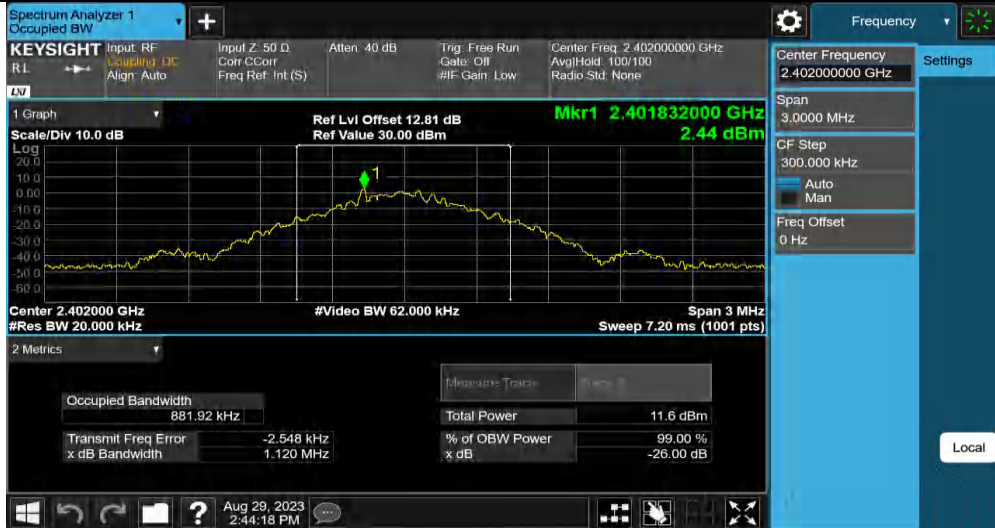 Spectrum Analyzer 1
Occupied BW
+
Frequency
KEYSIGHT
RL
LXI
Input: RF
Coupling: DC
Align: Auto
Input Z: 50 Ω
Corr CCorr
Freq Ref: Int (S)
Atten: 40 dB
Trig: Free Run
Gate: Off
#IF Gain: Low
Center Freq: 2.402000000 GHz
Avg|Hold: 100/100
Radio Std: None
Center Frequency
2.402000000 GHz
Settings
Span
3.0000 MHz
CF Step
300.000 kHz
Auto
Man
Freq Offset
0 Hz
Local
1 Graph
Scale/Div 10.0 dB
Ref Lvl Offset 12.81 dB
Ref Value 30.00 dBm
Mkr1 2.401832000 GHz
2.44 dBm
Log
20.0
10.0
0.00
-10.0
-20.0
-30.0
-40.0
-50.0
-60.0
1
Center 2.402000 GHz
#Res BW 20.000 kHz
#Video BW 62.000 kHz
Span 3 MHz
Sweep 7.20 ms (1001 pts)
2 Metrics
Measure Trace
Occupied Bandwidth
881.92 kHz
Total Power 11.6 dBm
Transmit Freq Error -2.548 kHz
% of OBW Power 99.00 %
x dB Bandwidth 1.120 MHz
x dB -26.00 dB
?
Aug 29, 2023
2:44:18 PM